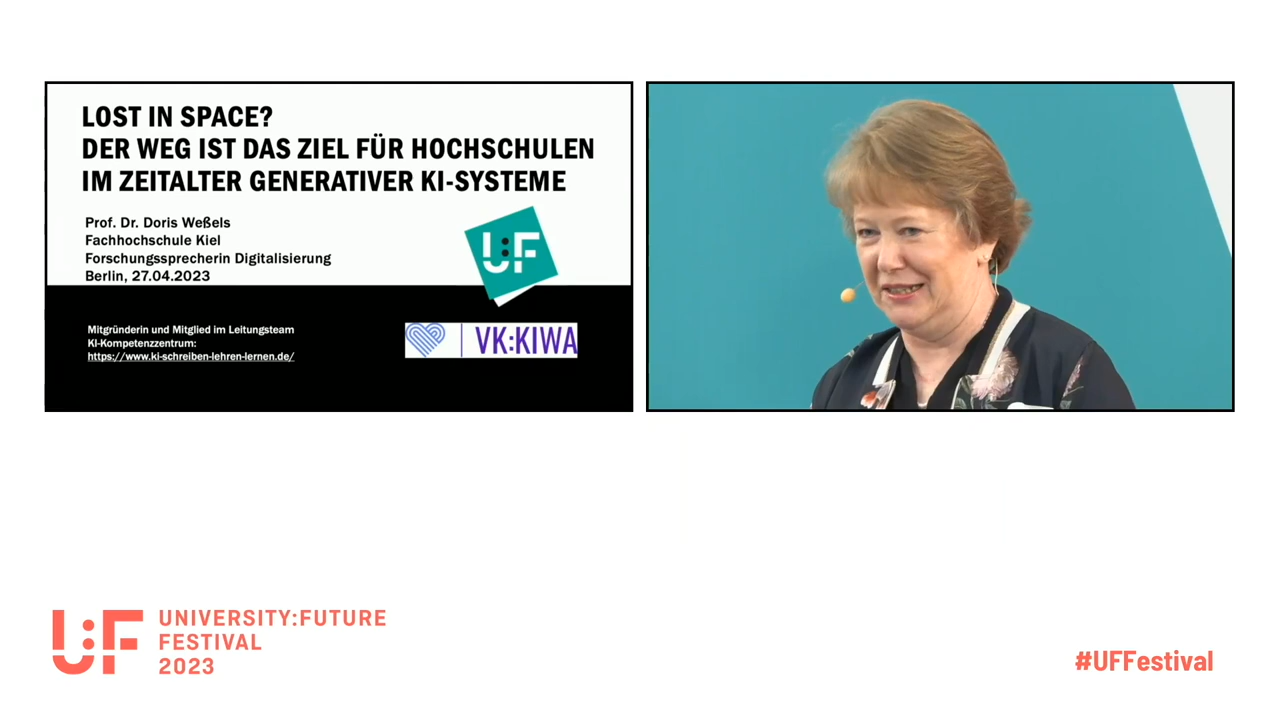 LOST IN SPACE?
DER WEG IST DAS ZIEL FÜR HOCHSCHULEN
IM ZEITALTER GENERATIVER KI-SYSTEME
Prof. Dr. Doris Weßels
Fachhochschule Kiel
Forschungssprecherin Digitalisierung
Berlin, 27.04.2023
U:F
Mitgründerin und Mitglied im Leitungsteam
KI-Kompetenzzentrum:
https://www.ki-schreiben-lehren-lernen.de/
VK:KIWA
U:F
UNIVERSITY:FUTURE
FESTIVAL
2023
#UFFestival